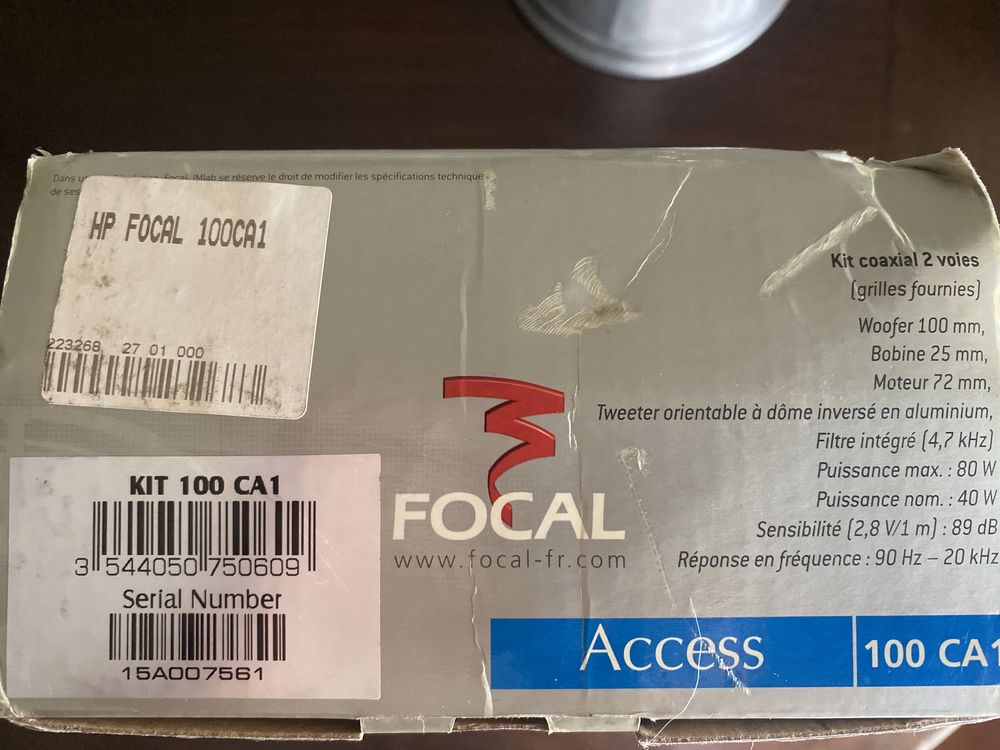 Dans Focal-JMlab se réserve le droit de modifier les spécifications technique
de ses
HP FOCAL 100CA1
223268 27 01 000
KIT 100 CA1
3 544050 750609
Serial Number
15A007561
FOCAL
www.focal-fr.com
Kit coaxial 2 voies
(grilles fournies)
Woofer 100 mm,
Bobine 25 mm,
Moteur 72 mm,
Tweeter orientable à dôme inversé en aluminium,
Filtre intégré (4,7 kHz)
Puissance max. : 80 W
Puissance nom. : 40 W
Sensibilité (2,8 V/1 m) : 89 dB
Réponse en fréquence : 90 Hz – 20 kHz
Access 100 CA1